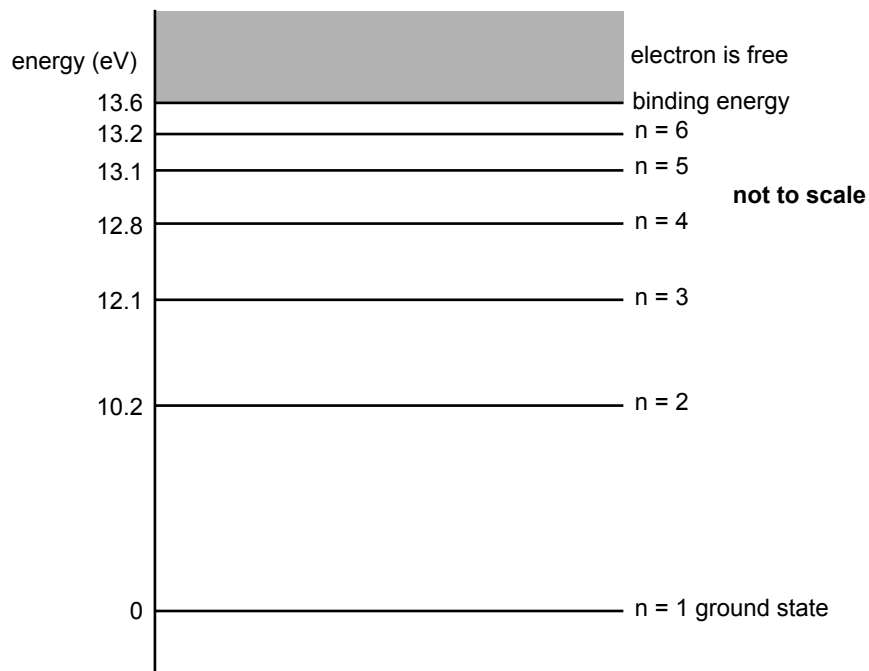 electron is free
energy (eV)
13.6 binding energy
13.2 n = 6
13.1 n = 5
not to scale
12.8 n = 4
12.1 n = 3
10.2 n = 2
0 n = 1 ground state